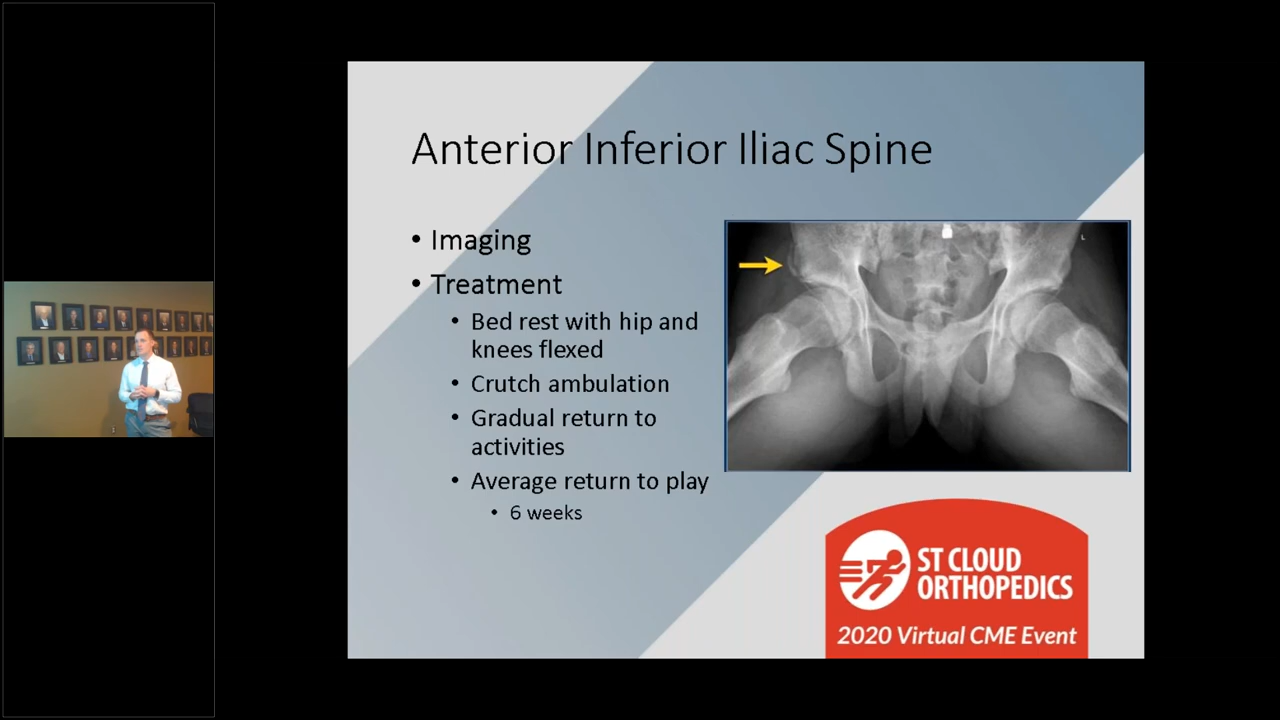 Anterior Inferior Iliac Spine
• Imaging
• Treatment
• Bed rest with hip and
knees flexed
• Crutch ambulation
• Gradual return to
activities
• Average return to play
• 6 weeks
L
ST CLOUD
ORTHOPEDICS
2020 Virtual CME Event